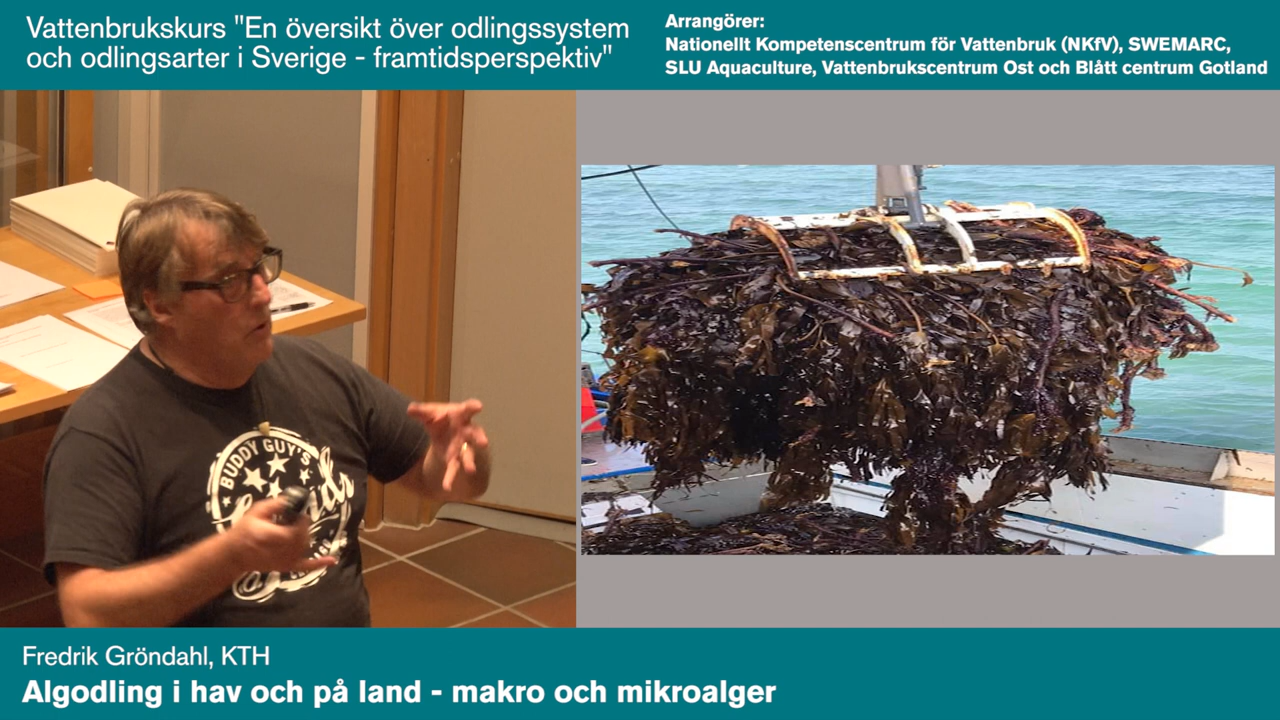 Vattenbrukskurs "En översikt över odlingssystem
och odlingsarter i Sverige - framtidsperspektiv"
Arrangörer:
Nationellt Kompetenscentrum för Vattenbruk (NKfV), SWEMARC,
SLU Aquaculture, Vattenbrukscentrum Ost och Blått centrum Gotland
BUDDY GUY'S
Fredrik Gröndahl, KTH
Algodling i hav och på land - makro och mikroalger